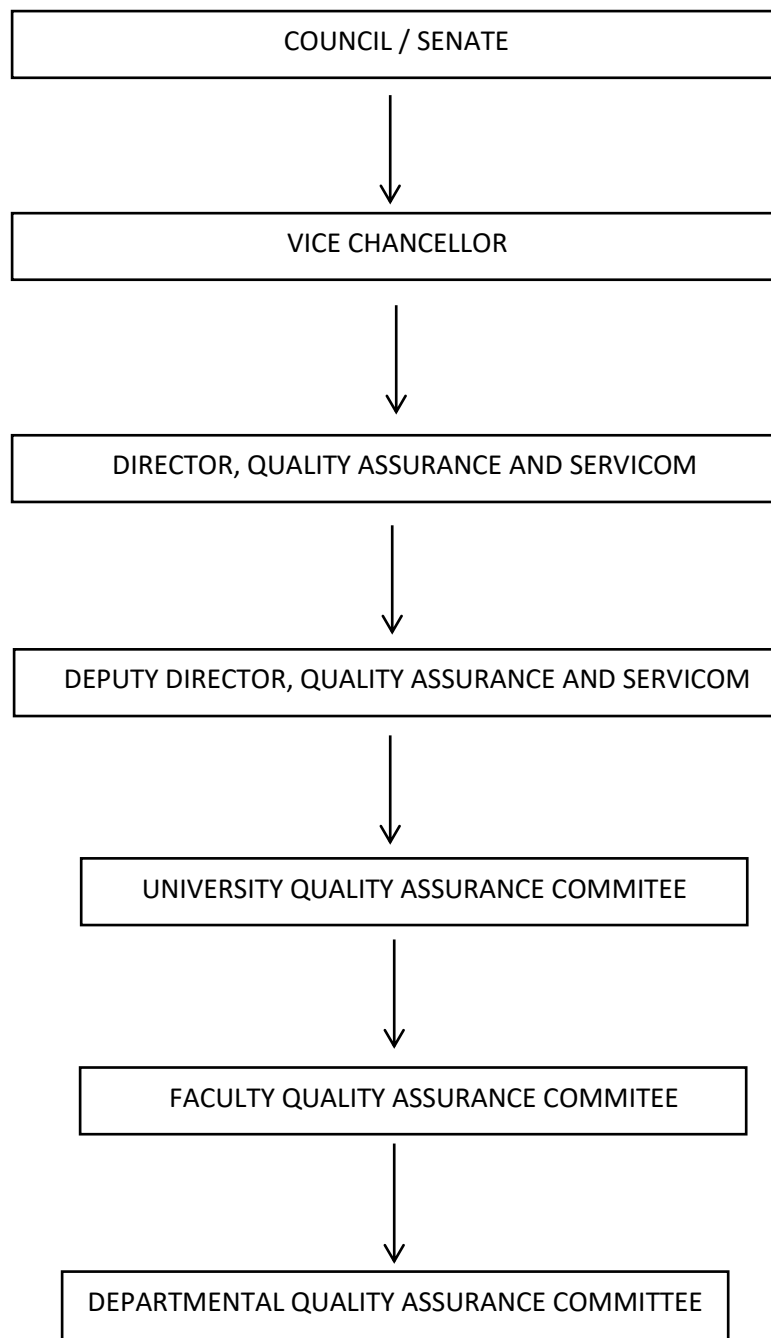 COUNCIL / SENATE
VICE CHANCELLOR
DIRECTOR, QUALITY ASSURANCE AND SERVICOM
DEPUTY DIRECTOR, QUALITY ASSURANCE AND SERVICOM
UNIVERSITY QUALITY ASSURANCE COMMITEE
FACULTY QUALITY ASSURANCE COMMITEE
DEPARTMENTAL QUALITY ASSURANCE COMMITTEE